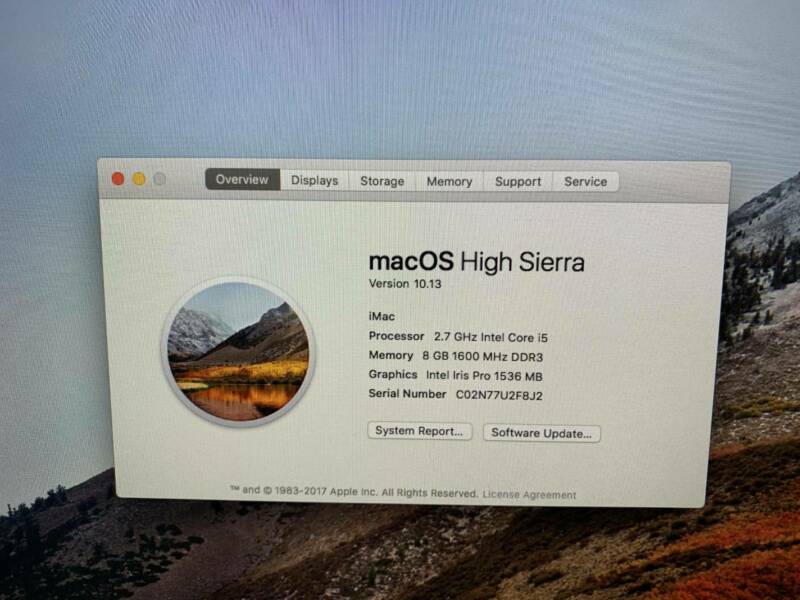 Overview Displays Storage Memory Support Service
macOS High Sierra
Version 10.13
iMac
Processor 2.7 GHz Intel Core i5
Memory 8 GB 1600 MHz DDR3
Graphics Intel Iris Pro 1536 MB
Serial Number C02N77U2F8J2
System Report... Software Update...
™ and © 1983-2017 Apple Inc. All Rights Reserved. License Agreement